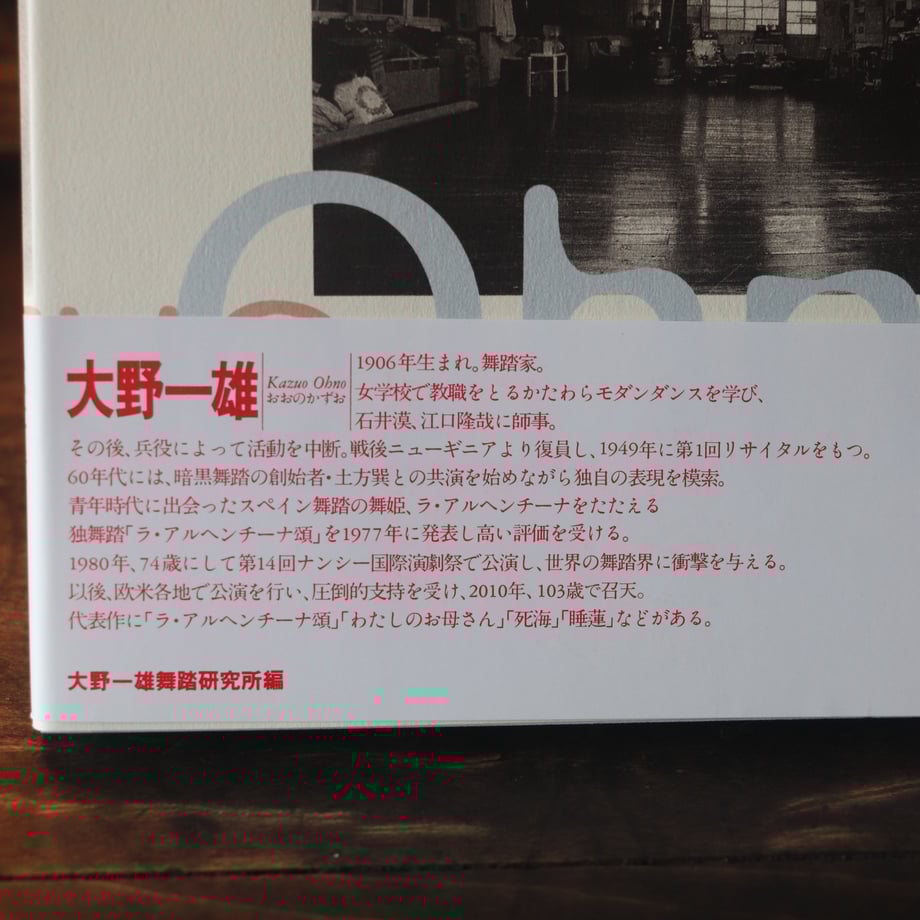 Ohn
大野一雄
Kazuo Ohno
おおのかずお
1906年生まれ。舞踏家。
女学校で教職をとるかたわらモダンダンスを学び、
石井漠、江口隆哉に師事。
その後、兵役によって活動を中断。戦後ニューギニアより復員し、1949年に第1回リサイタルをもつ。
60年代には、暗黒舞踏の創始者・土方巽との共演を始めながら独自の表現を模索。
青年時代に出会ったスペイン舞踏の舞姫、ラ・アルヘンチーナをたたえる
独舞踏「ラ・アルヘンチーナ頌」を1977年に発表し高い評価を受ける。
1980年、74歳にして第14回ナンシー国際演劇祭で公演し、世界の舞踏界に衝撃を与える。
以後、欧米各地で公演を行い、圧倒的支持を受け、2010年、103歳で召天。
代表作に「ラ・アルヘンチーナ頌」「わたしのお母さん」「死海」「睡蓮」などがある。
大野一雄舞踏研究所編